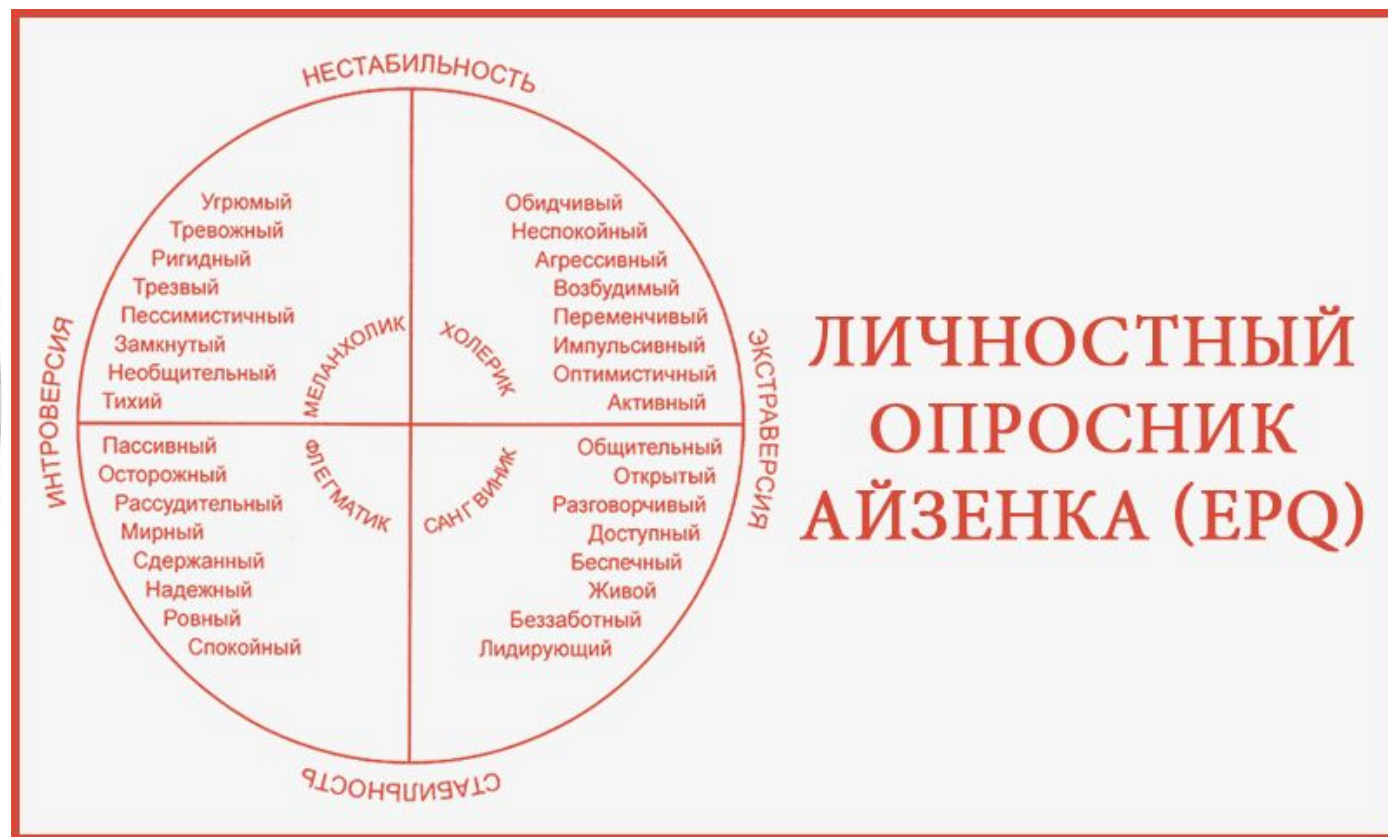 НЕСТАБИЛЬНОСТЬ
Угрюмый
Тревожный
Ригидный
Трезвый
Пессимистичный
Замкнутый
Необщительный
Тихий
МЕЛАНХОЛИК
Обидчивый
Неспокойный
Агрессивный
Возбудимый
Переменчивый
Импульсивный
Оптимистичный
Активный
ХОЛЕРИК
ИНТРОВЕРСИЯ
ЭКСТРАВЕРСИЯ
Пассивный
Осторожный
Рассудительный
Мирный
Сдержанный
Надежный
Ровный
Спокойный
ФЛЕГМАТИК
Общительный
Открытый
Разговорчивый
Доступный
Беспечный
Живой
Беззаботный
Лидирующий
САНГВИНИК
СТАБИЛЬНОСТЬ
ЛИЧНОСТНЫЙ
ОПРОСНИК
АЙЗЕНКА (EPQ)